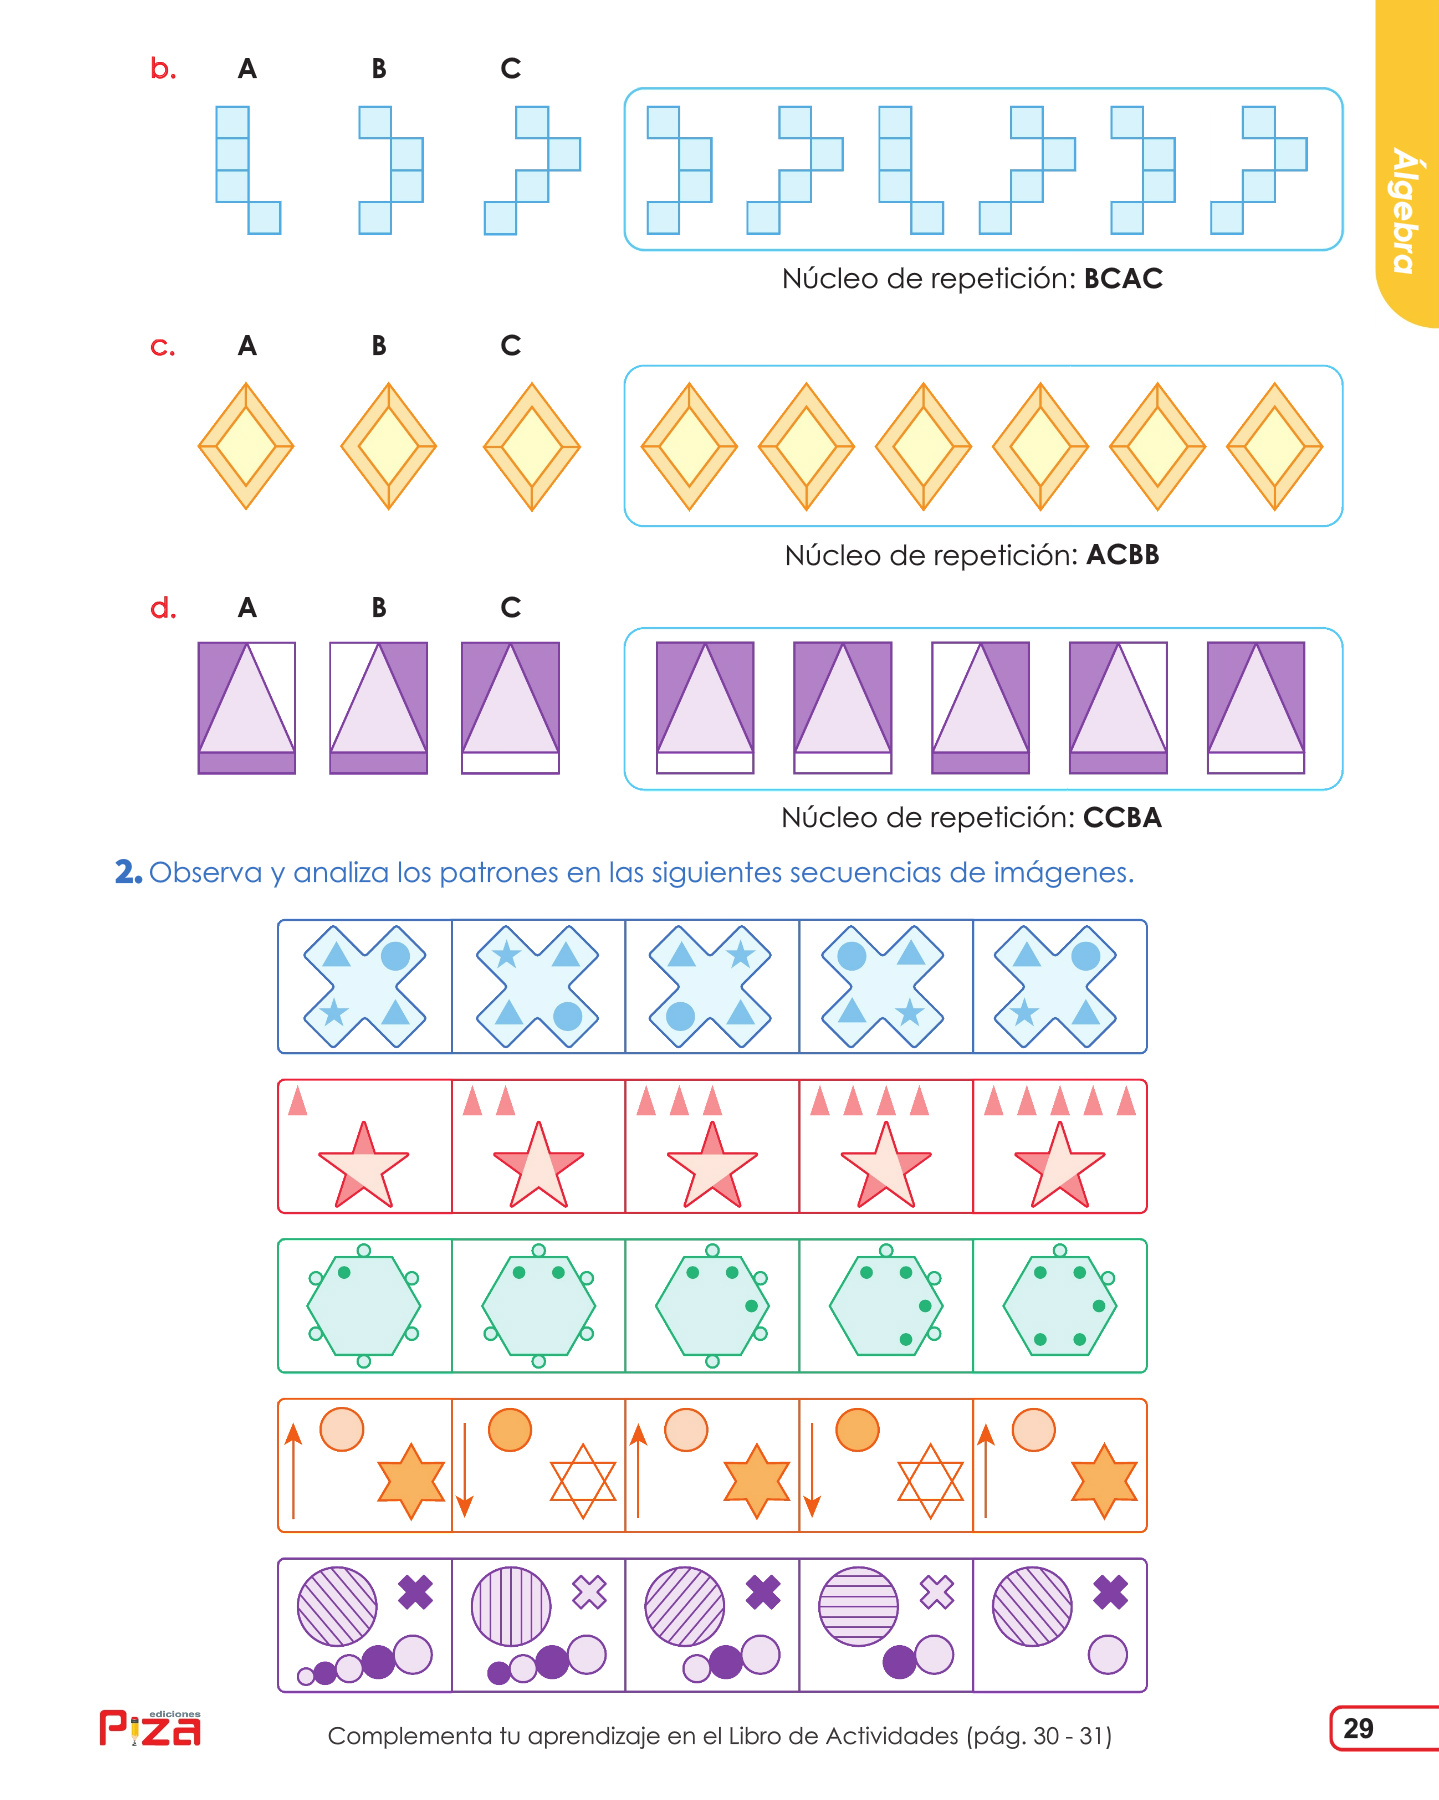 b. A B C
Núcleo de repetición: BCAC
Álgebra
c. A B C
Núcleo de repetición: ACBB
d. A B C
Núcleo de repetición: CCBA
2. Observa y analiza los patrones en las siguientes secuencias de imágenes.
ediciones
Piza
Complementa tu aprendizaje en el Libro de Actividades (pág. 30 - 31)
29